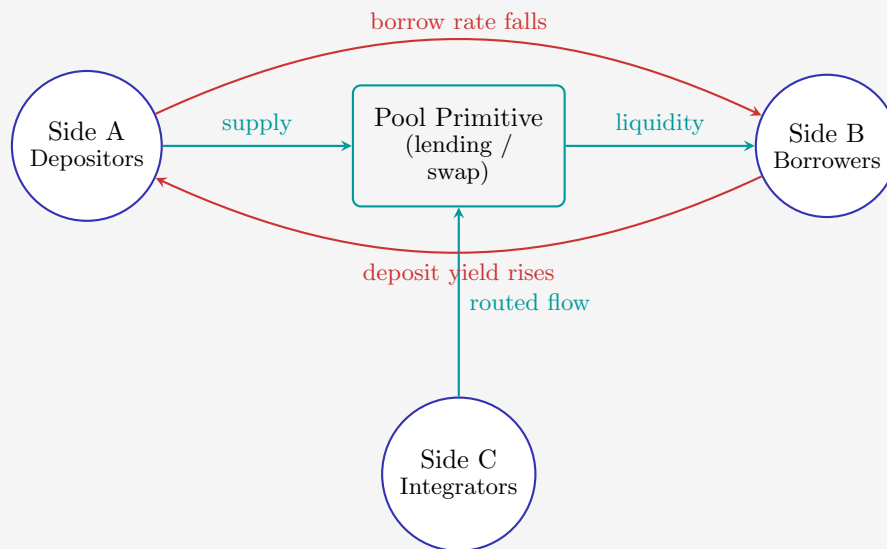 borrow rate falls
Side A
Depositors
supply
Pool Primitive
(lending /
swap)
liquidity
Side B
Borrowers
deposit yield rises
routed flow
Side C
Integrators